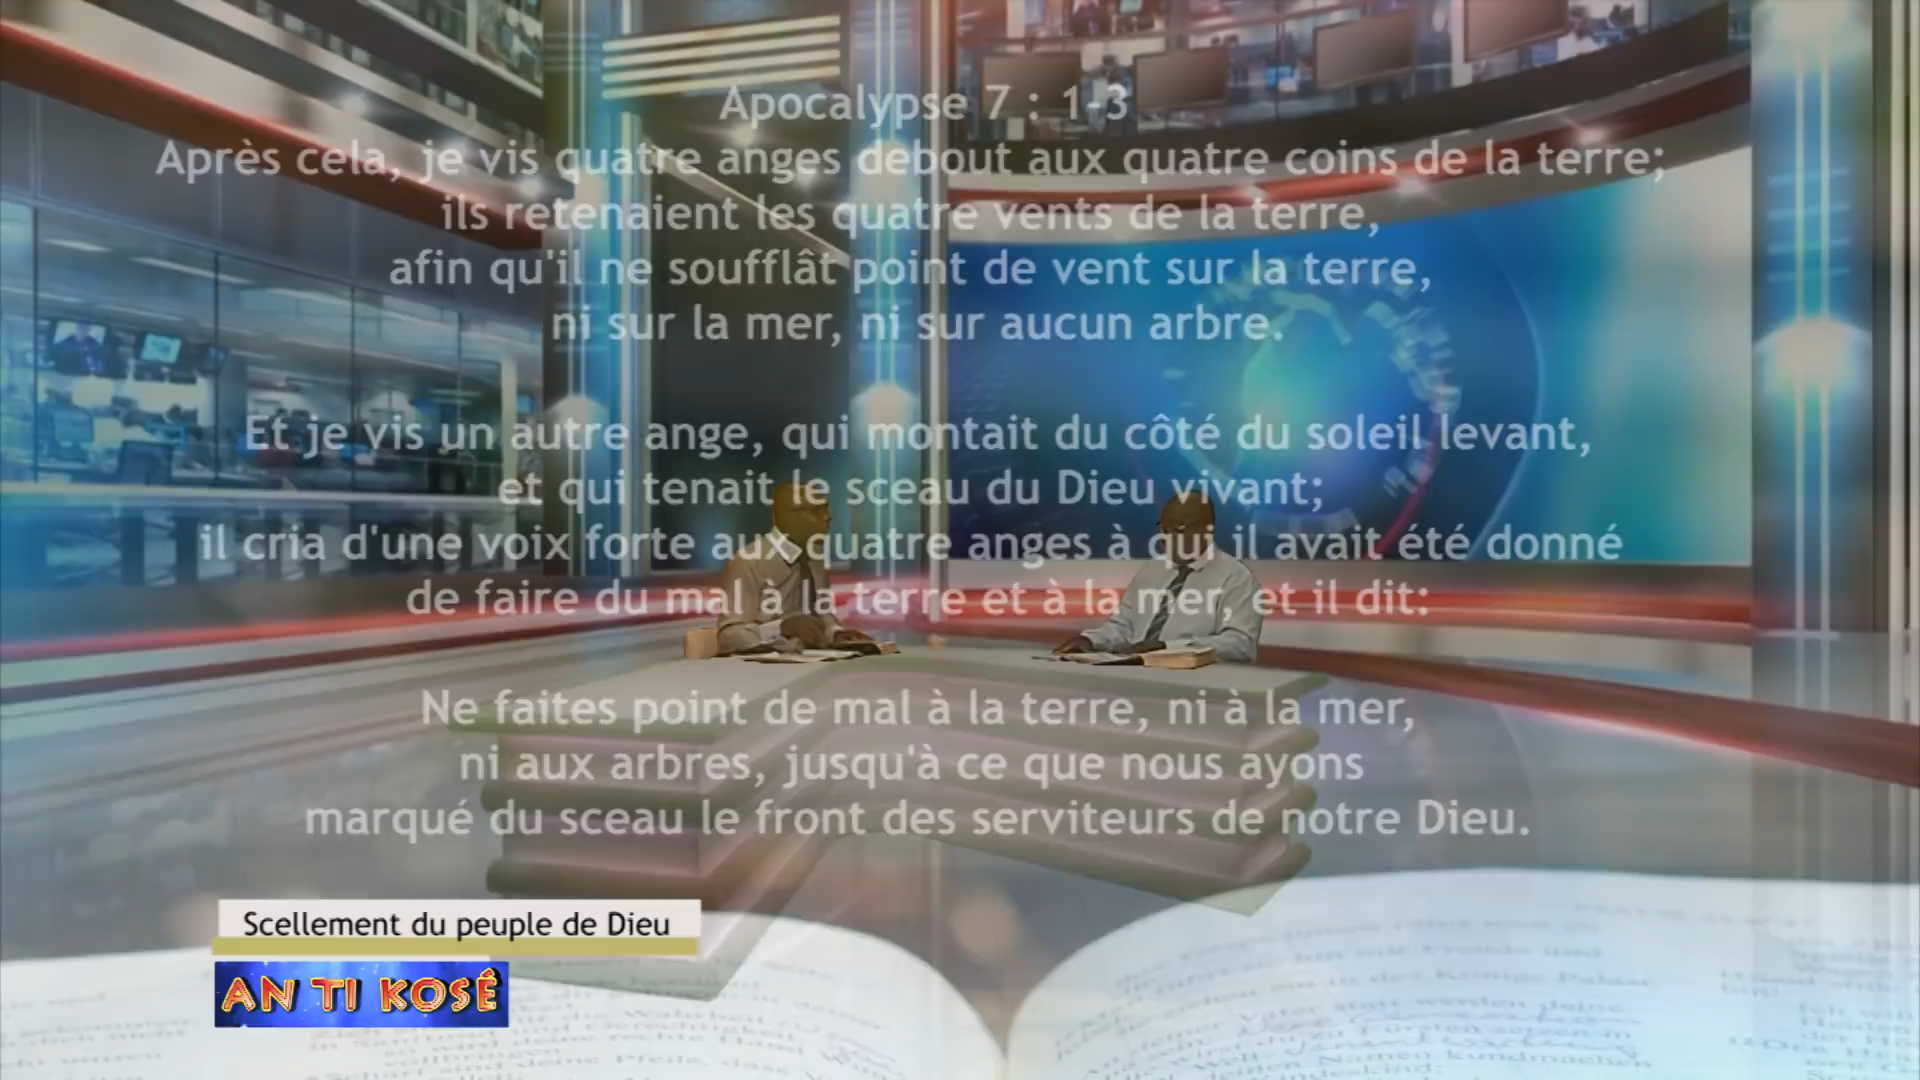 Apocalypse 7 : 1-3
Après cela, je vis quatre anges debout aux quatre coins de la terre;
ils retenaient les quatre vents de la terre,
afin qu'il ne soufflât point de vent sur la terre,
ni sur la mer, ni sur aucun arbre.
Et je vis un autre ange, qui montait du côté du soleil levant,
et qui tenait le sceau du Dieu vivant;
il cria d'une voix forte aux quatre anges à qui il avait été donné
de faire du mal à la terre et à la mer, et il dit:
Ne faites point de mal à la terre, ni à la mer,
ni aux arbres, jusqu'à ce que nous ayons
marqué du sceau le front des serviteurs de notre Dieu.
Scellement du peuple de Dieu
AN TI KOSÉ